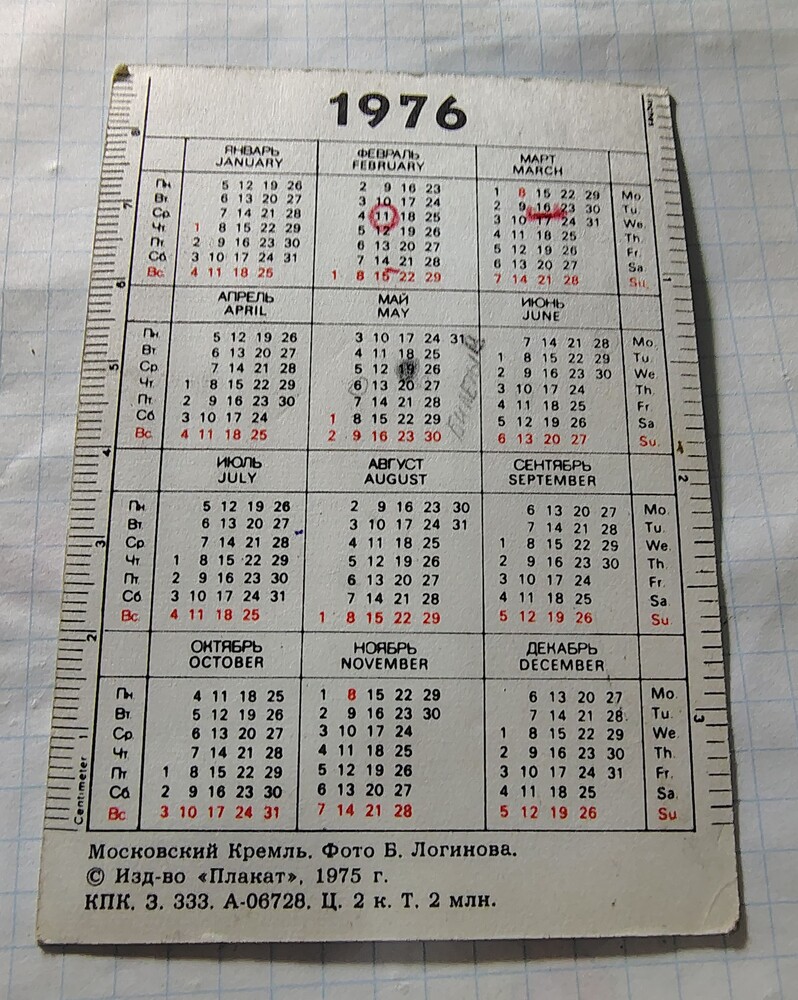 1976
ЯНВАРЬ ФЕВРАЛЬ МАРТ
JANUARY FEBRUARY MARCH
Пн 5 12 19 26 2 9 16 23 1 8 15 22 29 Mo.
Вт. 6 13 20 27 3 10 17 24 2 9 16 23 30 Tu.
Ср. 7 14 21 28 4 11 18 25 3 10 17 24 31 We.
Чт. 1 8 15 22 29 5 12 19 26 4 11 18 25 Th.
Пт. 2 9 16 23 30 6 13 20 27 5 12 19 26 Fr.
Сб. 3 10 17 24 31 7 14 21 28 6 13 20 27 Sa.
Вс. 4 11 18 25 1 8 15 22 29 7 14 21 28 Su.
АПРЕЛЬ МАЙ ИЮНЬ
APRIL MAY JUNE
Пн. 5 12 19 26 3 10 17 24 31 7 14 21 28 Mo.
Вт. 6 13 20 27 4 11 18 25 1 8 15 22 29 Tu.
Ср. 7 14 21 28 5 12 19 26 2 9 16 23 30 We.
Чт. 1 8 15 22 29 6 13 20 27 3 10 17 24 Th.
Пт. 2 9 16 23 30 7 14 21 28 4 11 18 25 Fr.
Сб 3 10 17 24 1 8 15 22 29 5 12 19 26 Sa
Вс. 4 11 18 25 2 9 16 23 30 6 13 20 27 Su.
ИЮЛЬ АВГУСТ СЕНТЯБРЬ
JULY AUGUST SEPTEMBER
Пн. 5 12 19 26 2 9 16 23 30 6 13 20 27 Mo.
Вт. 6 13 20 27 3 10 17 24 31 7 14 21 28 Tu.
Ср. 7 14 21 28 4 11 18 25 1 8 15 22 29 We.
Чт. 1 8 15 22 29 5 12 19 26 2 9 16 23 30 Th.
Пт. 2 9 16 23 30 6 13 20 27 3 10 17 24 Fr.
Сб. 3 10 17 24 31 7 14 21 28 4 11 18 25 Sa.
Вс. 4 11 18 25 1 8 15 22 29 5 12 19 26 Su.
ОКТЯБРЬ НОЯБРЬ ДЕКАБРЬ
OCTOBER NOVEMBER DECEMBER
Пн. 4 11 18 25 1 8 15 22 29 6 13 20 27 Mo.
Вт. 5 12 19 26 2 9 16 23 30 7 14 21 28 Tu.
Ср. 6 13 20 27 3 10 17 24 1 8 15 22 29 We.
Чт. 7 14 21 28 4 11 18 25 2 9 16 23 30 Th.
Пт 1 8 15 22 29 5 12 19 26 3 10 17 24 31 Fr.
Сб. 2 9 16 23 30 6 13 20 27 4 11 18 25 Sa.
Вс 3 10 17 24 31 7 14 21 28 5 12 19 26 Su
Centimeter 1 2 3 4 5 6 7 8
1 2 3
Московский Кремль. Фото Б. Логинова.
© Изд-во «Плакат», 1975 г.
КПК. З. 333. А-06728. Ц. 2 к. Т. 2 млн.